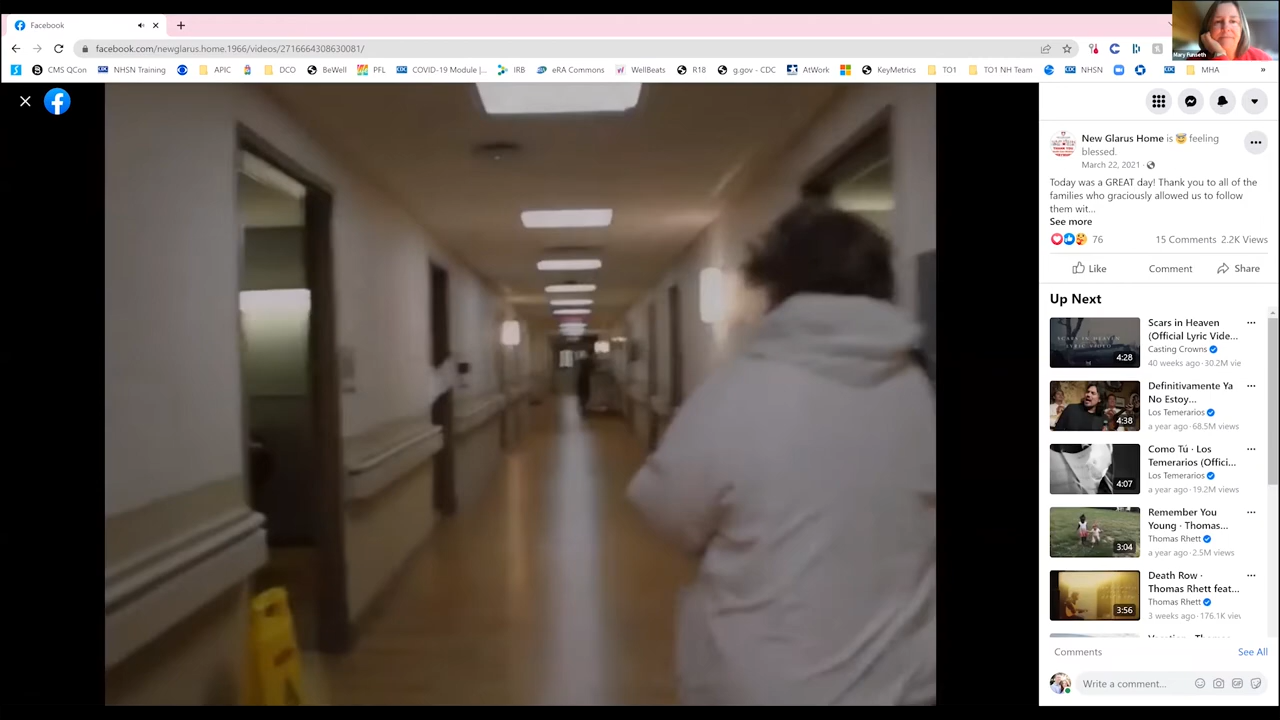 Facebook
Mary Funseth
facebook.com/newglarus.home.1966/videos/2716664308630081/
CMS QCon NHSN Training APIC DCO BeWell PFL COVID-19 Module |... HRB eRA Commons WellBeats R18 g.gov - CDC AtWork KeyMetrics TO1 TO1 NH Team NHSN MHA »
New Glarus Home is 😇 feeling
blessed.
March 22, 2021 ·
Today was a GREAT day! Thank you to all of the
families who graciously allowed us to follow
them wit...
See more
76 15 Comments 2.2K Views
Like Comment Share
Up Next
Scars in Heaven
(Official Lyric Vide...
Casting Crowns
40 weeks ago · 30.2M vie
4:28
Definitivamente Ya
No Estoy...
Los Temerarios
a year ago · 68.5M views
4:38
Como Tú · Los
Temerarios (Offici...
Los Temerarios
a year ago · 19.2M views
4:07
Remember You
Young · Thomas...
Thomas Rhett
a year ago · 2.5M views
3:04
Death Row ·
Thomas Rhett feat...
Thomas Rhett
3 weeks ago · 176.1K view
3:56
Comments See All
Write a comment...